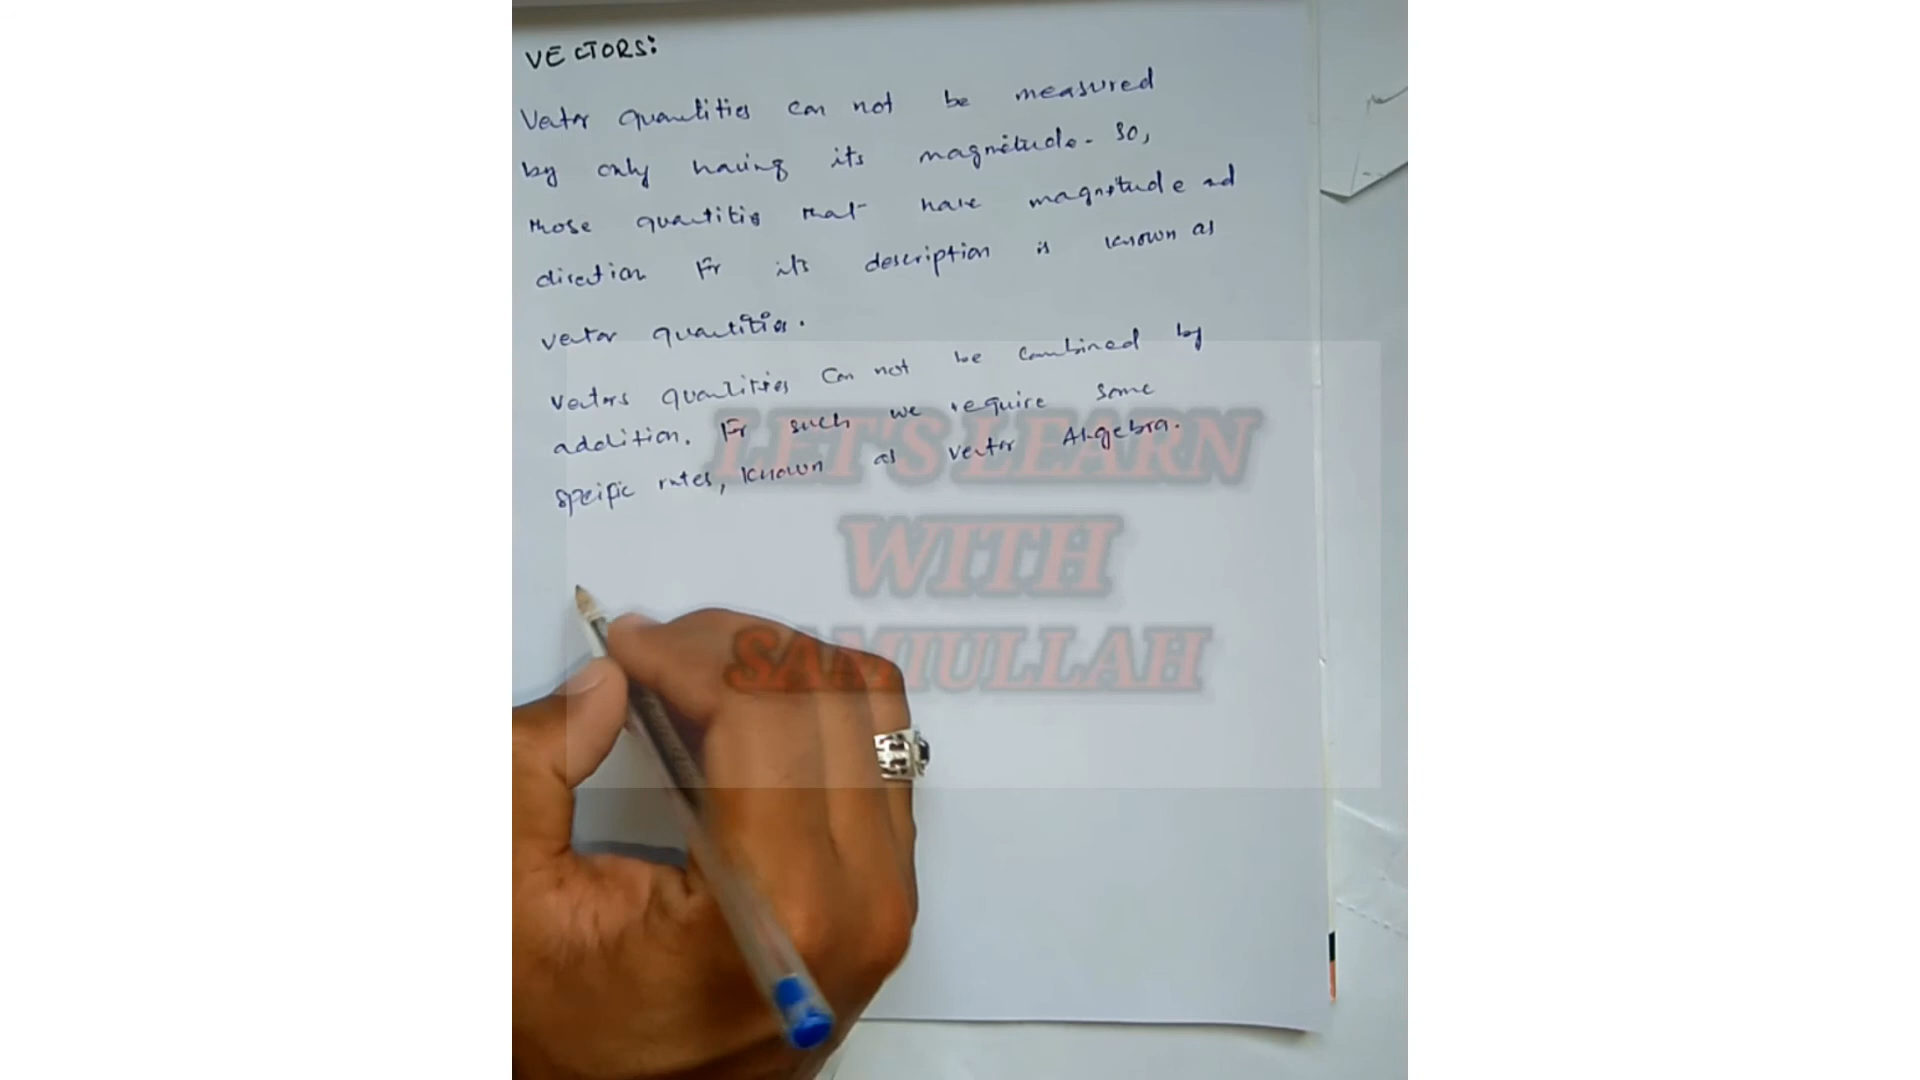 VECTORS:
Vector quantities can not be measured
by only having its magnitude. So,
those quantities that have magnitude and
direction for its description is known as
vector quantities.
Vectors quantities can not be combined by
addition. For such we require some
specific rules, known as vector Algebra.
LET'S LEARN
WITH
SAMIULLAH